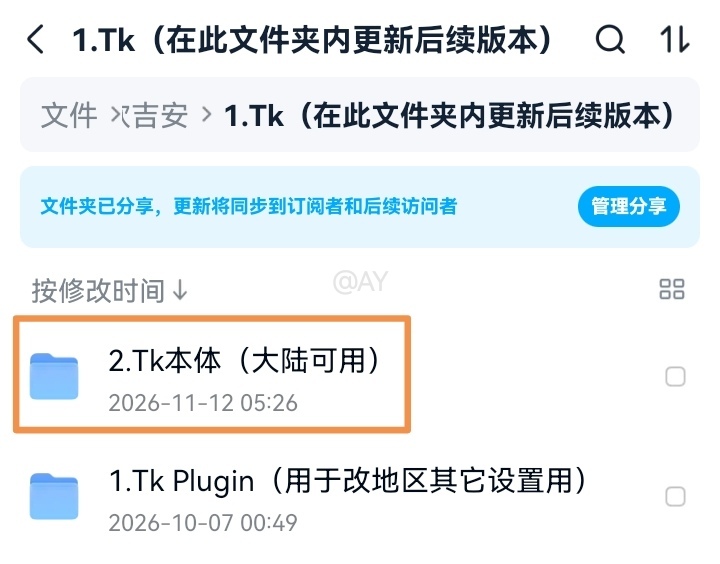 1.Tk（在此文件夹内更新后续版本）
文件 > 吉安 > 1.Tk（在此文件夹内更新后续版本）
文件夹已分享，更新将同步到订阅者和后续访问者
管理分享
@AY
按修改时间↓
2.Tk本体（大陆可用）
2026-11-12 05:26
1.Tk Plugin（用于改地区其它设置用）
2026-10-07 00:49